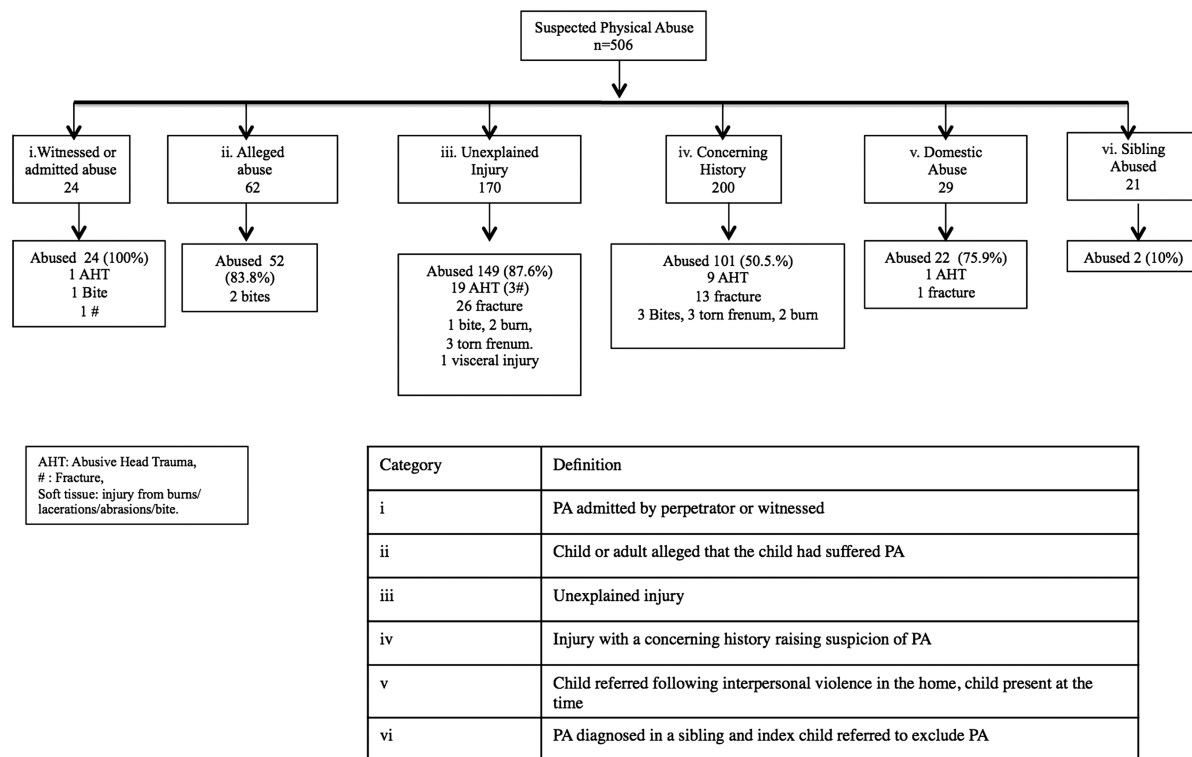 Suspected Physical Abuse
n=506
i.Witnessed or
admitted abuse
24
ii. Alleged
abuse
62
iii. Unexplained
Injury
170
iv. Concerning
History
200
v. Domestic
Abuse
29
vi. Sibling
Abused
21
Abused 24 (100%)
1 AHT
1 Bite
1 #
Abused 52
(83.8%)
2 bites
Abused 149 (87.6%)
19 AHT (3#)
26 fracture
1 bite, 2 burn,
3 torn frenum.
1 visceral injury
Abused 101 (50.5.%)
9 AHT
13 fracture
3 Bites, 3 torn frenum, 2 burn
Abused 22 (75.9%)
1 AHT
1 fracture
Abused 2 (10%)
AHT: Abusive Head Trauma,
# : Fracture,
Soft tissue: injury from burns/
lacerations/abrasions/bite.
Category Definition
i PA admitted by perpetrator or witnessed
ii Child or adult alleged that the child had suffered PA
iii Unexplained injury
iv Injury with a concerning history raising suspicion of PA
v Child referred following interpersonal violence in the home, child present at the
time
vi PA diagnosed in a sibling and index child referred to exclude PA